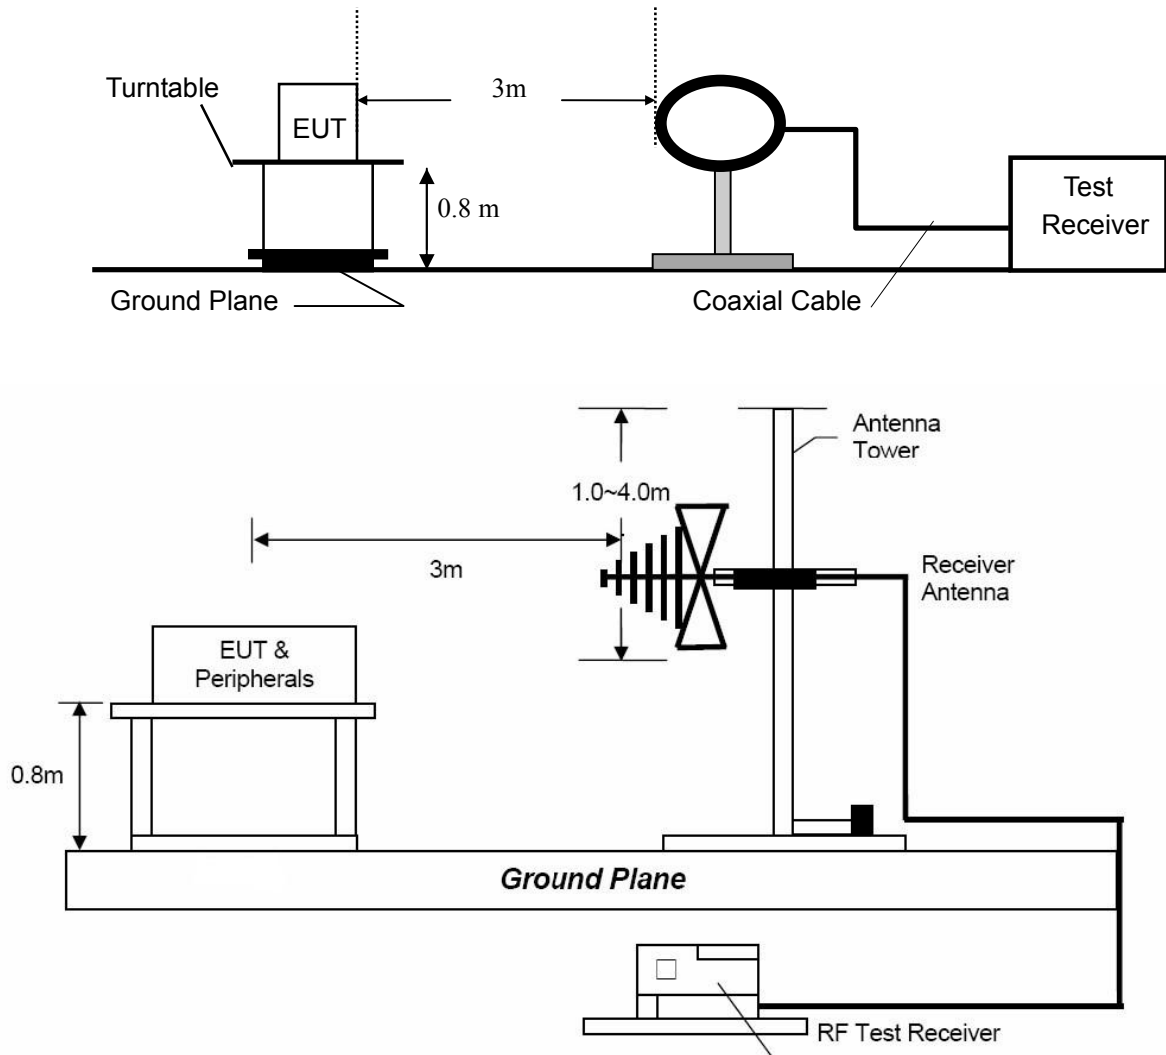 3m
Turntable
EUT
Test
Receiver
0.8 m
Ground Plane
Coaxial Cable
Antenna
Tower
1.0~4.0m
3m
Receiver
Antenna
EUT &
Peripherals
0.8m
Ground Plane
RF Test Receiver